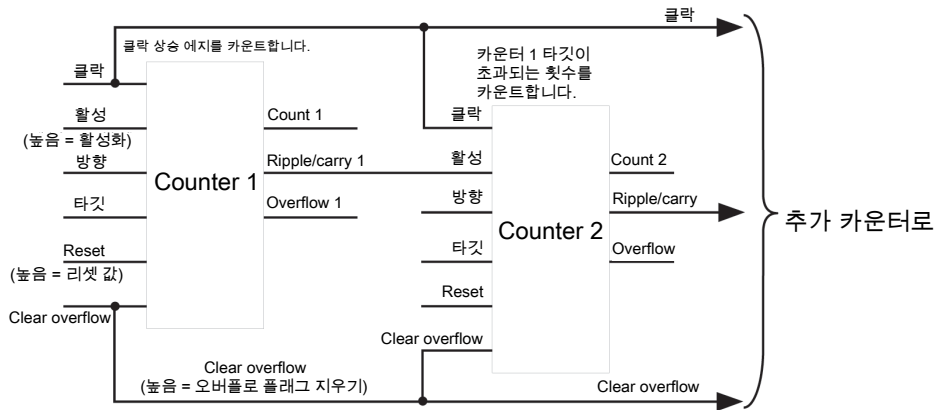 클락
클락 상승 에지를 카운트합니다.
클락
활성
(높음 = 활성화)
방향
타깃
Reset
(높음 = 리셋 값)
Clear overflow
Counter 1
Count 1
Ripple/carry 1
Overflow 1
카운터 1 타깃이
초과되는 횟수를
카운트합니다.
클락
활성
방향
타깃
Reset
Clear overflow
Counter 2
Count 2
Ripple/carry
Overflow
추가 카운터로
Clear overflow
(높음 = 오버플로 플래그 지우기)
Clear overflow